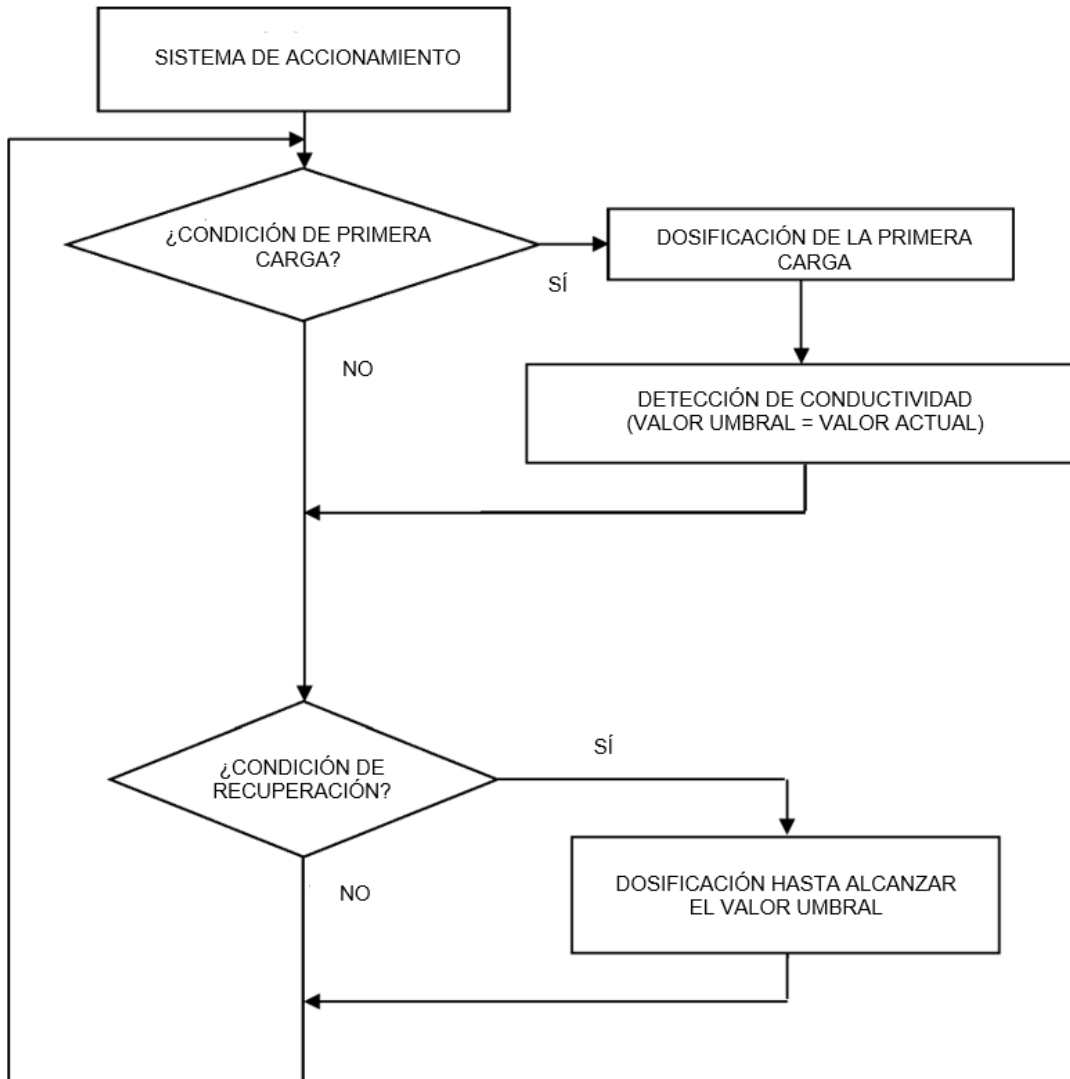 SISTEMA DE ACCIONAMIENTO
¿CONDICIÓN DE PRIMERA
CARGA?
SÍ
DOSIFICACIÓN DE LA PRIMERA
CARGA
NO
DETECCIÓN DE CONDUCTIVIDAD
(VALOR UMBRAL = VALOR ACTUAL)
¿CONDICIÓN DE
RECUPERACIÓN?
SÍ
NO
DOSIFICACIÓN HASTA ALCANZAR
EL VALOR UMBRAL